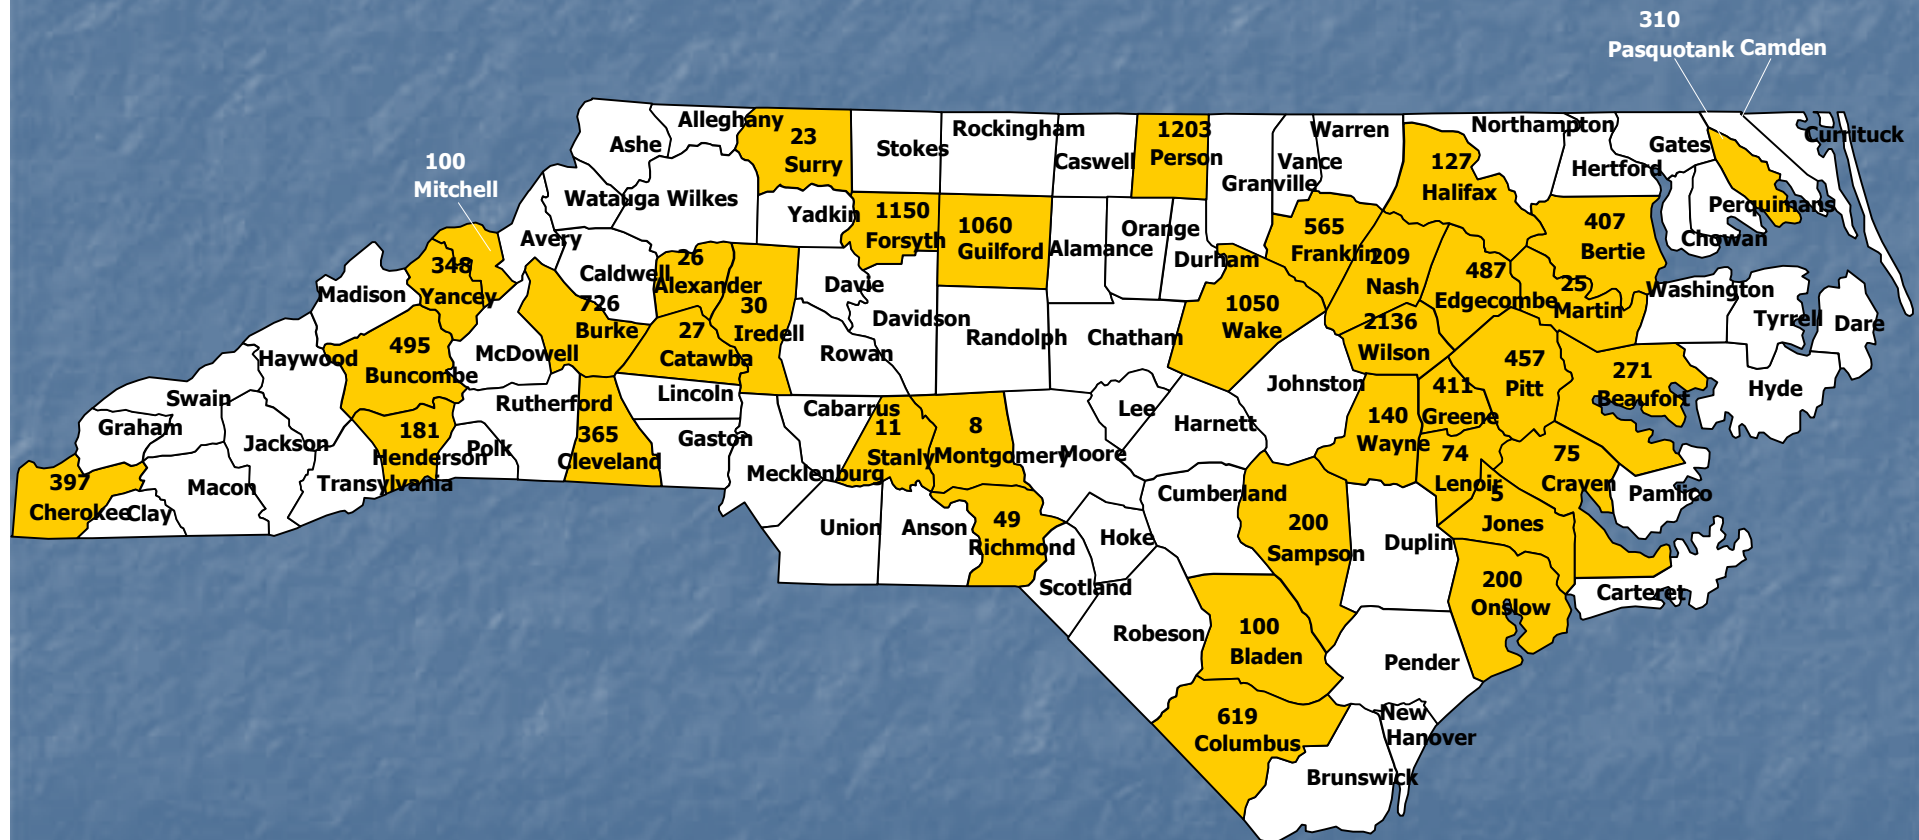 310
Pasquotank Camden
Alleghany
Ashe
23
Surry
Stokes
Rockingham
Caswell
1203
Person
Granville
Vance
Warren
Northampton
127
Halifax
Hertford
Gates
Currituck
100
Mitchell
Watauga
Wilkes
Yadkin
1150
Forsyth
1060
Guilford
Alamance
Orange
Durham
565
Franklin
209
Nash
487
Edgecombe
407
Bertie
Perquimans
Chowan
Avery
Caldwell
26
Alexander
30
Iredell
Davie
Davidson
Randolph
Chatham
1050
Wake
25
Martin
Washington
Tyrrell
Dare
348
Yancey
Madison
726
Burke
27
Catawba
Rowan
2136
Wilson
Haywood
495
Buncombe
McDowell
457
Pitt
271
Beaufort
Hyde
Swain
Graham
Jackson
Rutherford
Lincoln
Cabarrus
11
Stanly
8
Montgomery
Moore
Lee
Harnett
Johnston
140
Wayne
411
Greene
181
Henderson
Polk
365
Cleveland
Gaston
Mecklenburg
74
Lenoir
75
Craven
Pamlico
397
Cherokee
Clay
Macon
Transylvania
Union
Anson
49
Richmond
Hoke
Cumberland
200
Sampson
Duplin
5
Jones
Scotland
200
Onslow
Carteret
Robeson
100
Bladen
Pender
619
Columbus
New
Hanover
Brunswick